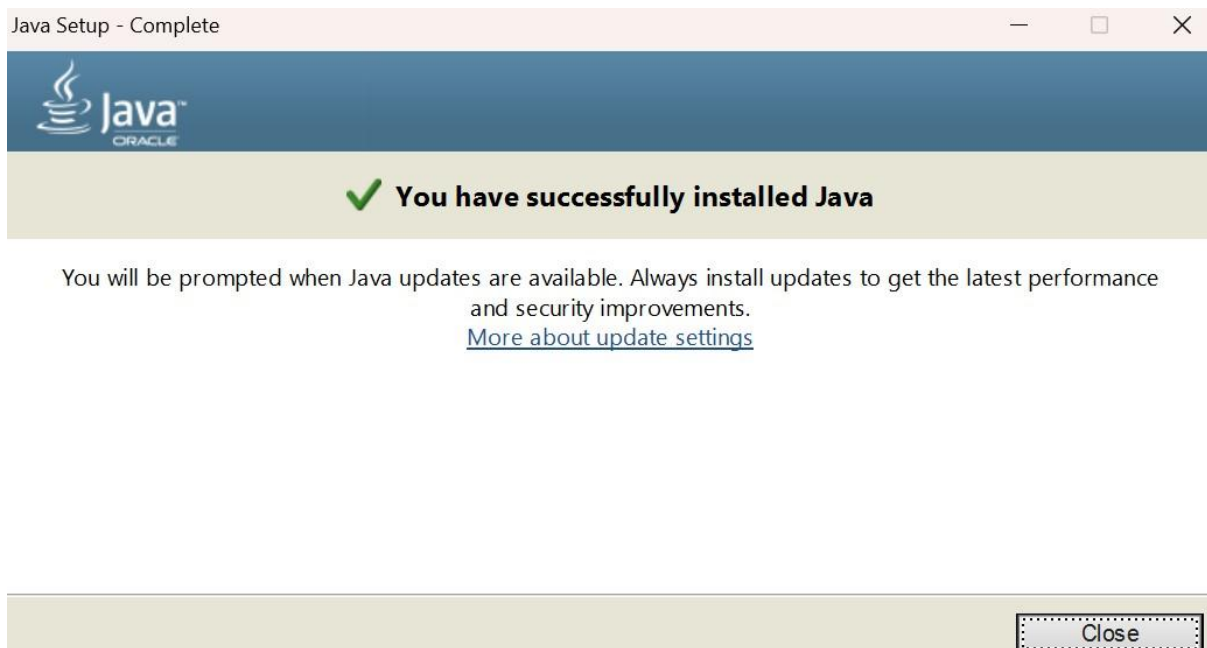 Java Setup - Complete
Java™
ORACLE
You have successfully installed Java
You will be prompted when Java updates are available. Always install updates to get the latest performance
and security improvements.
More about update settings
Close